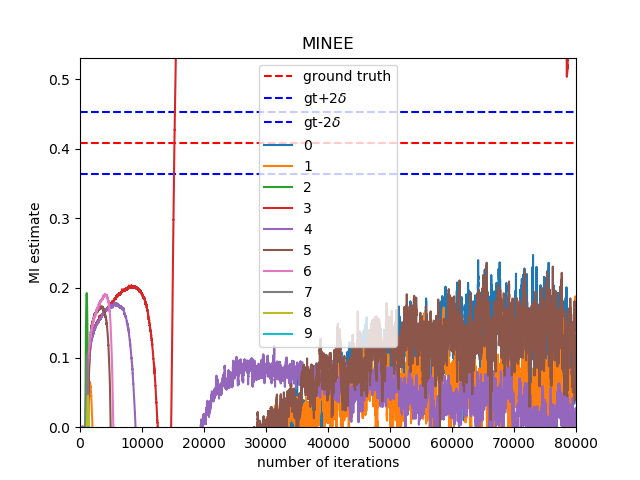 MINEE
0.5
0.4
0.3
0.2
0.1
0.0
MI estimate
ground truth
gt+2δ
gt-2δ
0
1
2
3
4
5
6
7
8
9
0 10000 20000 30000 40000 50000 60000 70000 80000
number of iterations